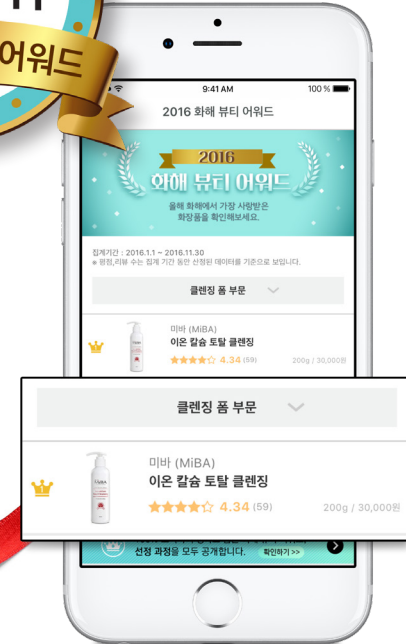 어워드
9:41 AM 100 %
2016 화해 뷰티 어워드
2016
화해 뷰티 어워드
올해 화해에서 가장 사랑받은
화장품을 확인해보세요.
집계기간 : 2016.1.1 ~ 2016.11.30
※ 평점,리뷰 수는 집계 기간 동안 산정된 데이터를 기준으로 보입니다.
클렌징 폼 부문
미바 (MiBA)
이온 칼슘 토탈 클렌징
4.34 (59) 200g / 30,000원
클렌징 폼 부문
미바 (MiBA)
이온 칼슘 토탈 클렌징
4.34 (59) 200g / 30,000원
선정 과정을 모두 공개합니다. 확인하기 >>